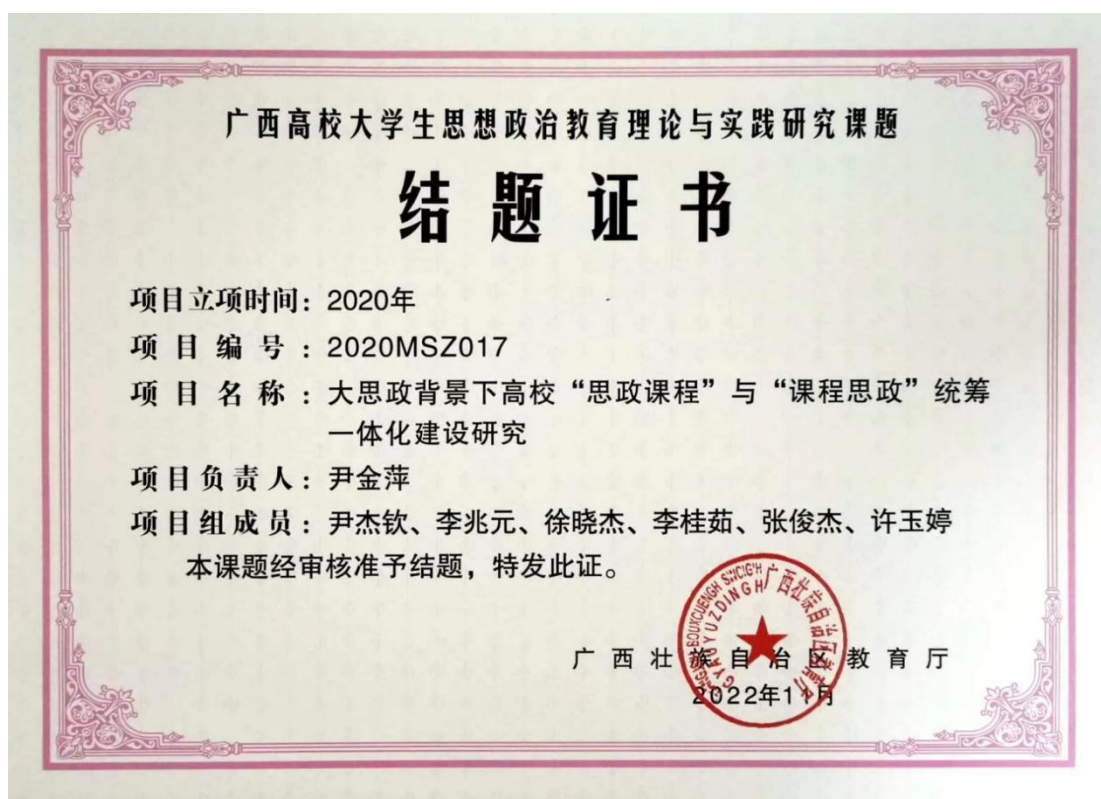 广西高校大学生思想政治教育理论与实践研究课题
结题证书
项目立项时间：2020年
项目编号：2020MSZ017
项目名称：大思政背景下高校“思政课程”与“课程思政”统筹
一体化建设研究
项目负责人：尹金萍
项目组成员：尹杰钦、李兆元、徐晓杰、李桂茹、张俊杰、许玉婷
本课题经审核准予结题，特发此证。
广西壮族自治区教育厅
2022年11月